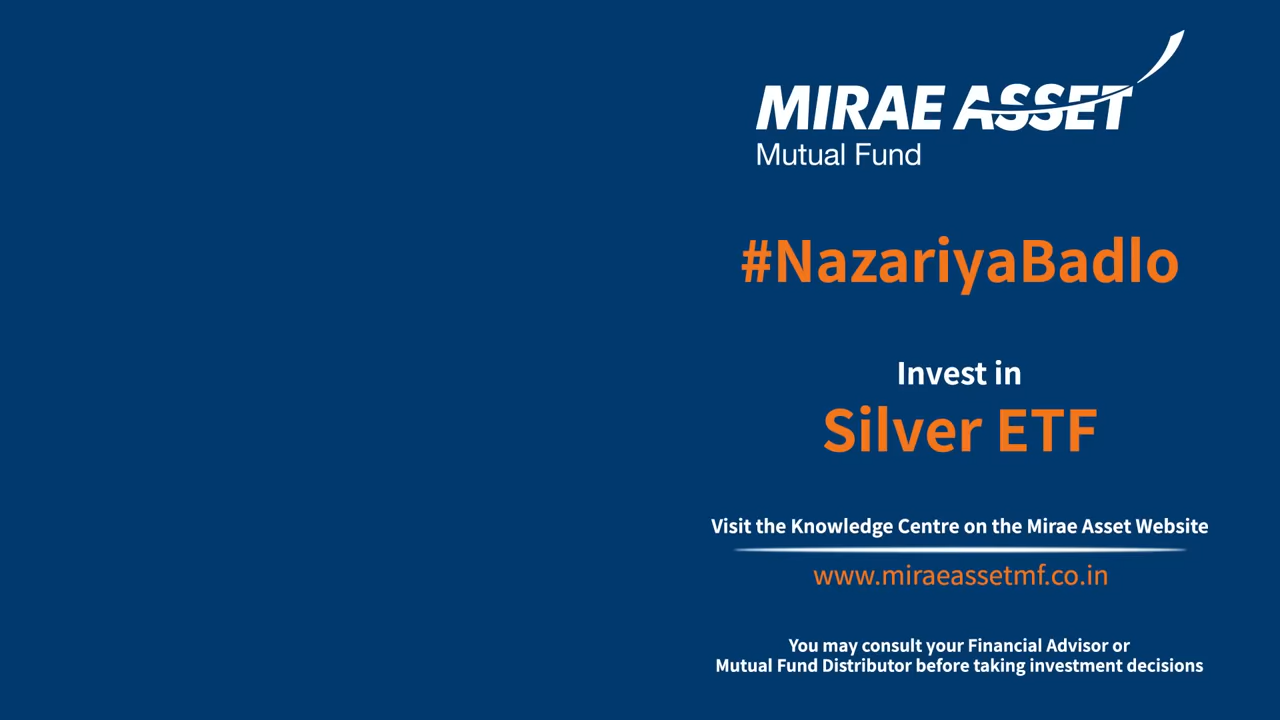 MIRAE ASSET
Mutual Fund
#NazariyaBadlo
Invest in
Silver ETF
Visit the Knowledge Centre on the Mirae Asset Website
www.miraeassetmf.co.in
You may consult your Financial Advisor or
Mutual Fund Distributor before taking investment decisions